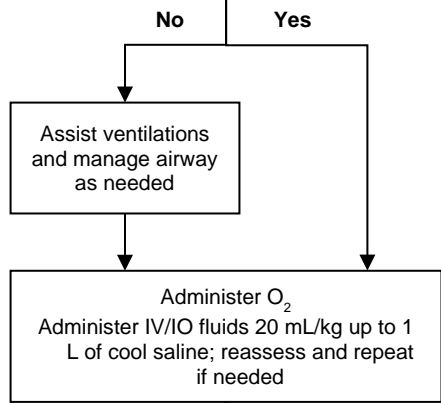 No Yes
Assist ventilations
and manage airway
as needed
Administer O₂
Administer IV/IO fluids 20 mL/kg up to 1
L of cool saline; reassess and repeat
if needed